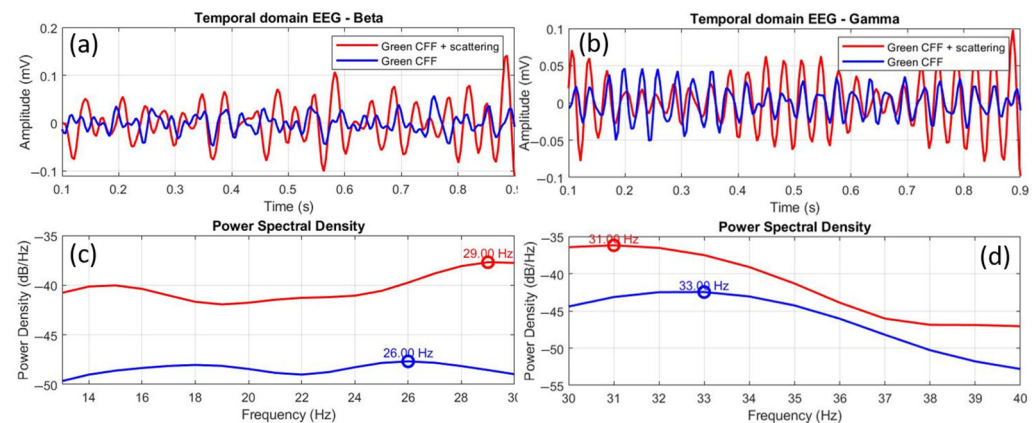 Temporal domain EEG - Beta
(a)
Green CFF + scattering
Green CFF
Amplitude (mV)
0.2
0.1
0
−0.1
0.1 0.2 0.3 0.4 0.5 0.6 0.7 0.8 0.9
Time (s)
Temporal domain EEG - Gamma
(b)
Green CFF + scattering
Green CFF
Amplitude (mV)
0.1
0.05
0
−0.05
0.1
0.1 0.2 0.3 0.4 0.5 0.6 0.7 0.8 0.9
Time (s)
Power Spectral Density
(c)
29.00 Hz
26.00 Hz
Power Density (dB/Hz)
−35
−40
−45
−50
14 16 18 20 22 24 26 28 30
Frequency (Hz)
Power Spectral Density
(d)
31.00 Hz
33.00 Hz
Power Density (dB/Hz)
−35
−40
−45
−50
−55
30 31 32 33 34 35 36 37 38 39 40
Frequency (Hz)